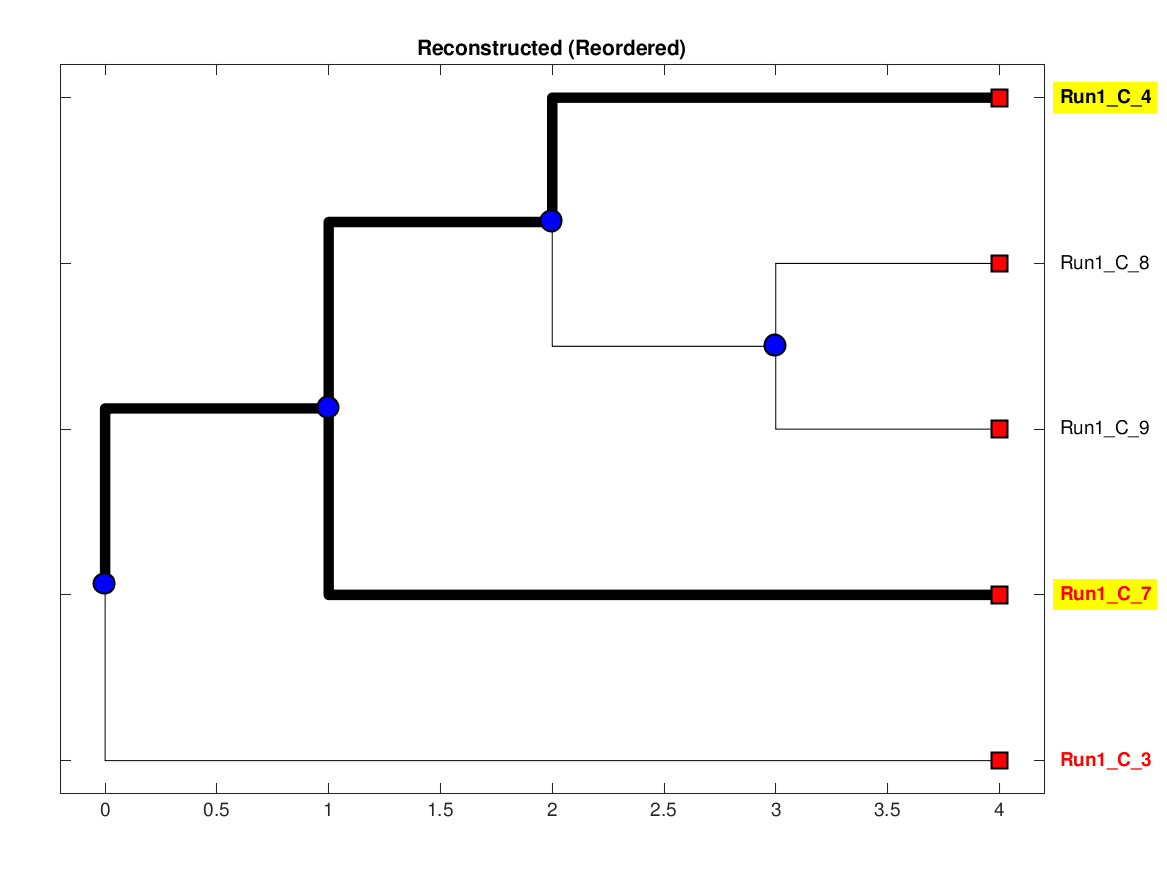 Reconstructed (Reordered)
Run1_C_4
Run1_C_8
Run1_C_9
Run1_C_7
Run1_C_3
0 0.5 1 1.5 2 2.5 3 3.5 4